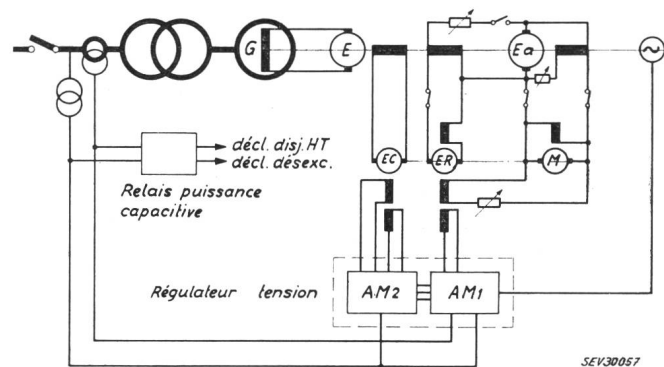 G
E
Ea
~
décl. disj. HT
décl. désexc.
EC
ER
M
Relais puissance
capacitive
Régulateur tension
AM2
AM1
SEV30057